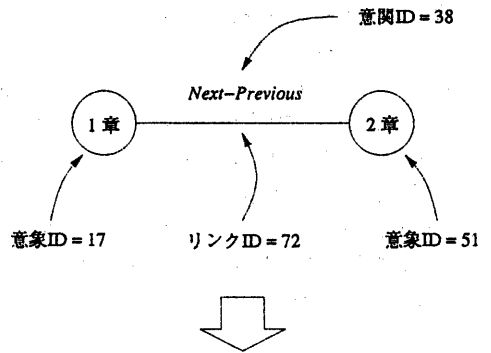 意関ID = 38
Next–Previous
1 章
2 章
意象ID = 17
リンクID = 72
意象ID = 51